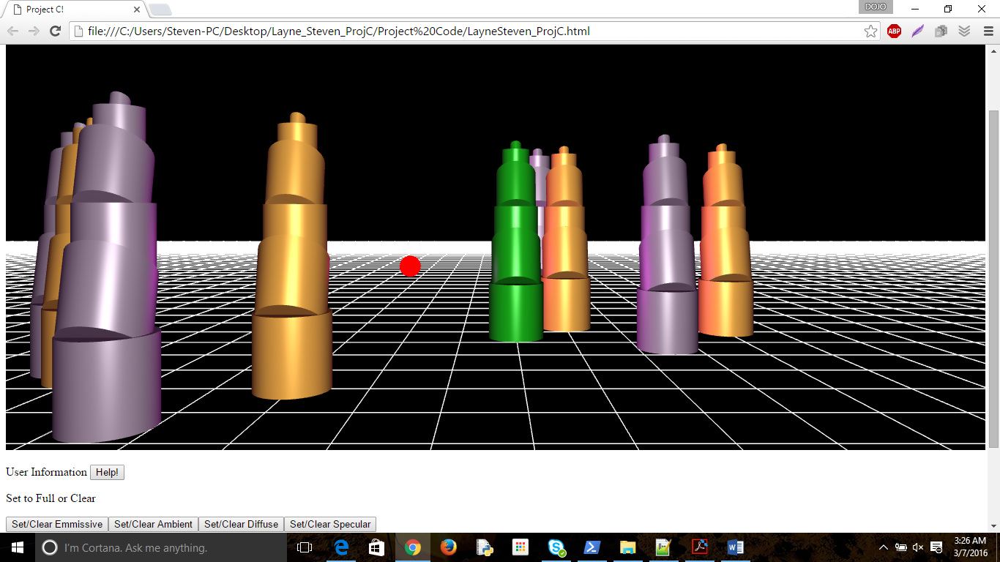 Project C!
DOJO
file:///C:/Users/Steven-PC/Desktop/Layne_Steven_ProjC/Project%20Code/LayneSteven_ProjC.html
ABP
User Information Help!
Set to Full or Clear
Set/Clear Emmissive Set/Clear Ambient Set/Clear Diffuse Set/Clear Specular
I'm Cortana. Ask me anything.
3:26 AM
3/7/2016